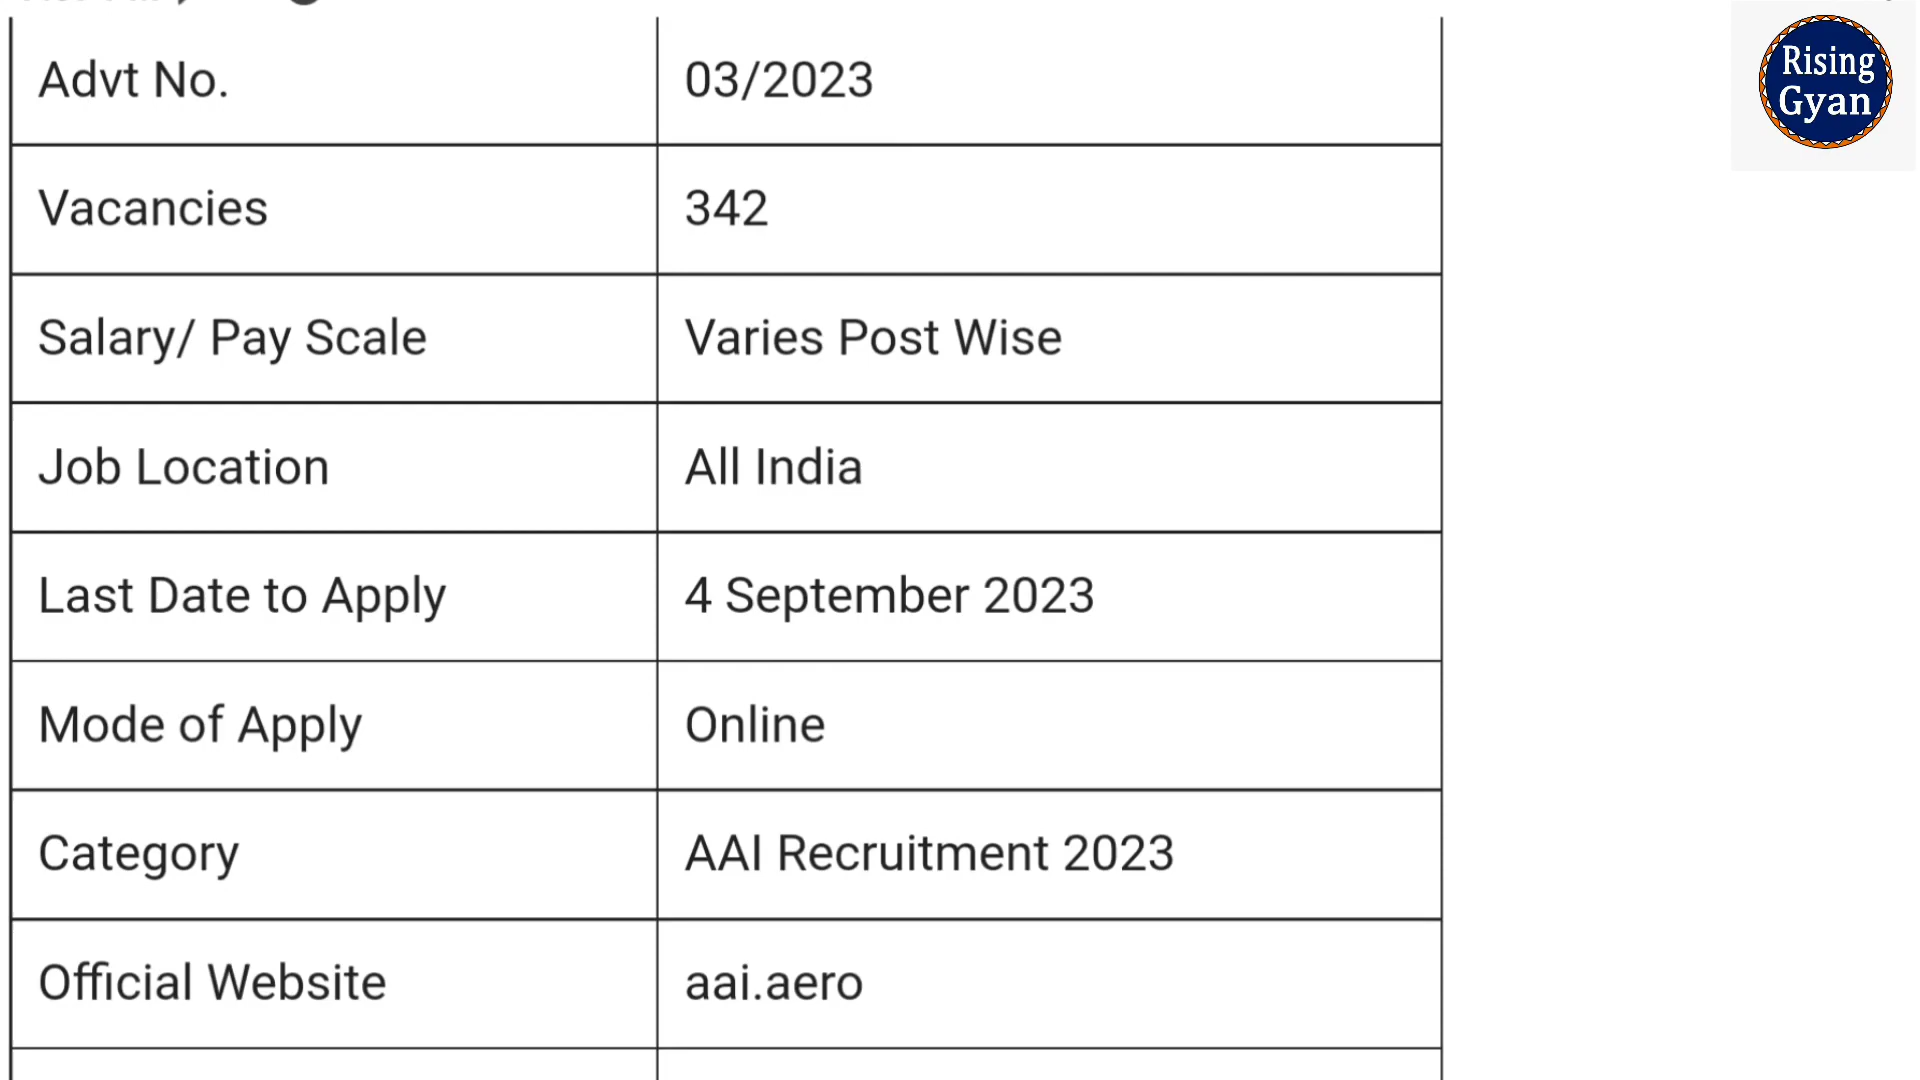 Rising
Gyan
Advt No. 03/2023
Vacancies 342
Salary/ Pay Scale Varies Post Wise
Job Location All India
Last Date to Apply 4 September 2023
Mode of Apply Online
Category AAI Recruitment 2023
Official Website aai.aero